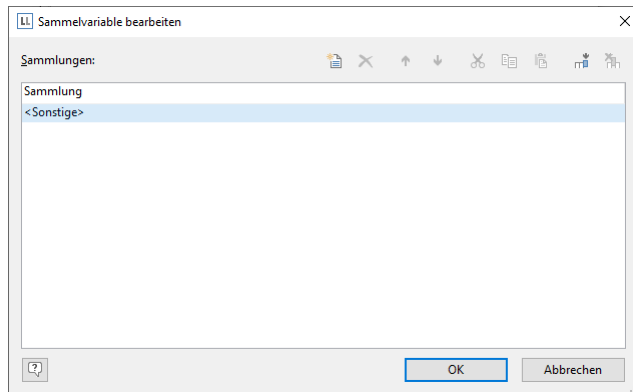 LL Sammelvariable bearbeiten
Sammlungen:
Sammlung
<Sonstige>
OK
Abbrechen